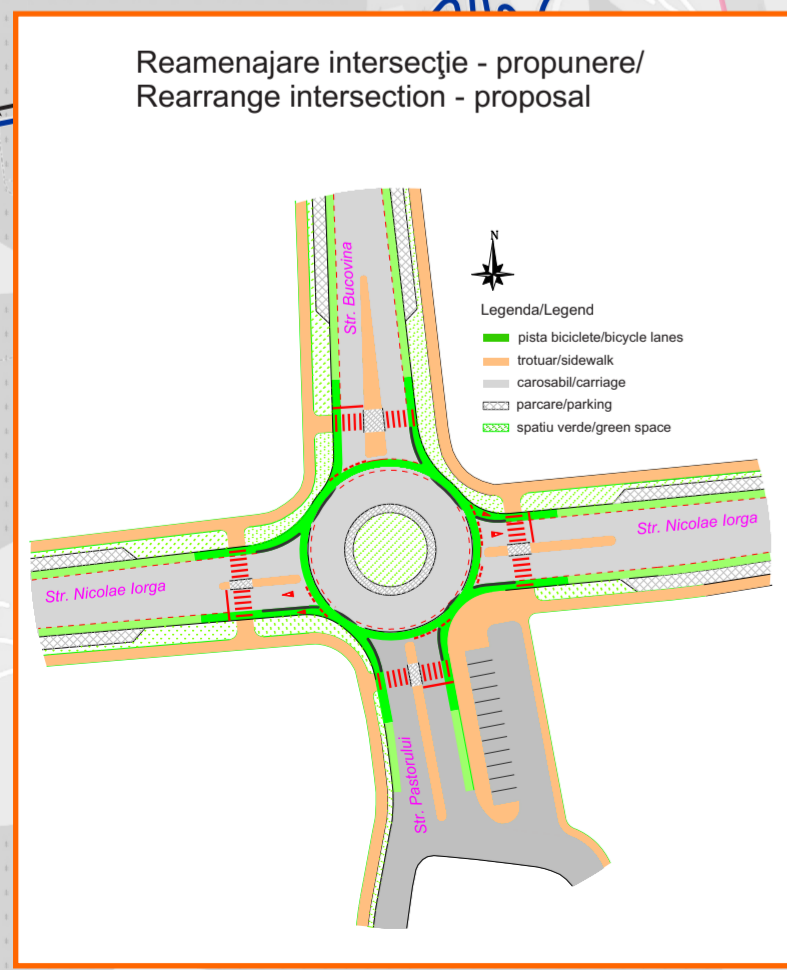 Reamenajare intersecţie - propunere/
Rearrange intersection - proposal
Str. Bucovina
N
Legenda/Legend
pista biciclete/bicycle lanes
trotuar/sidewalk
carosabil/carriage
parcare/parking
spatiu verde/green space
Str. Nicolae Iorga
Str. Nicolae Iorga
Str. Pastorului